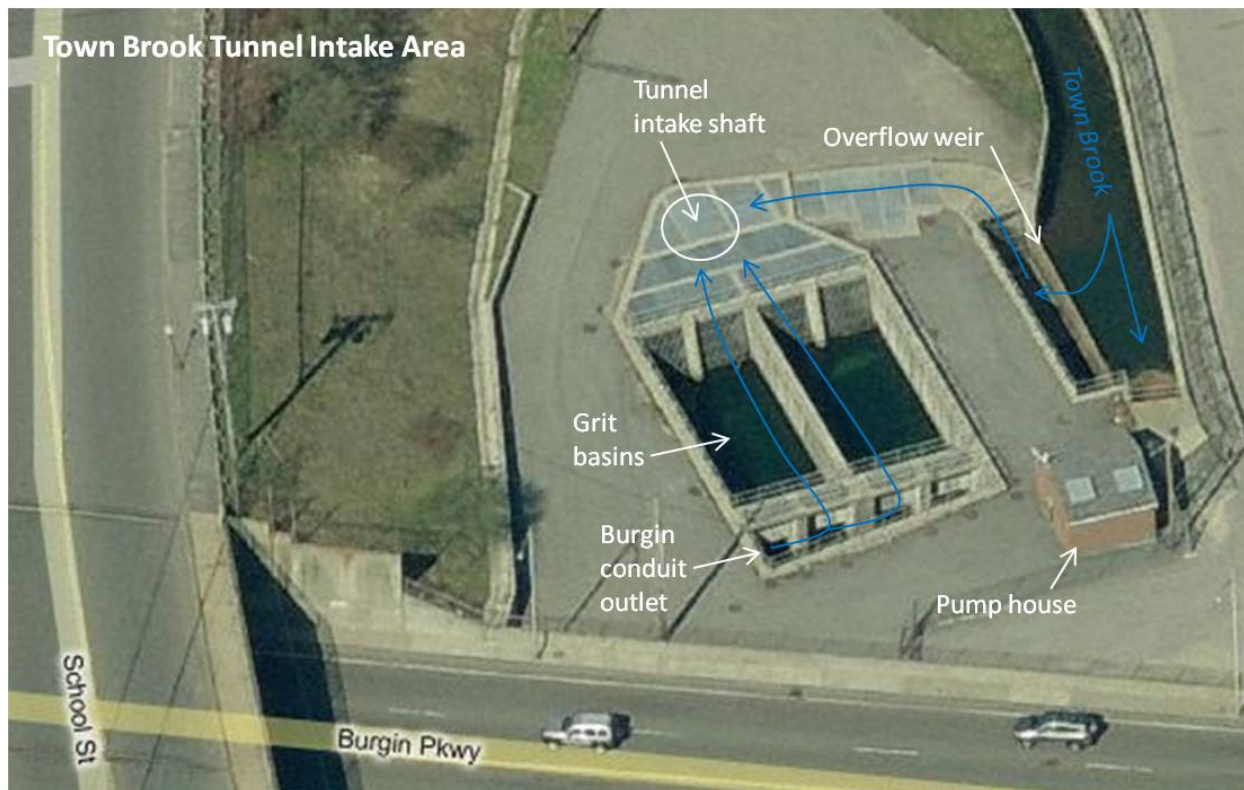 Town Brook Tunnel Intake Area
Tunnel
intake shaft
Overflow weir
Town Brook
Grit
basins
Burgin
conduit
outlet
Pump house
School St
Burgin Pkwy